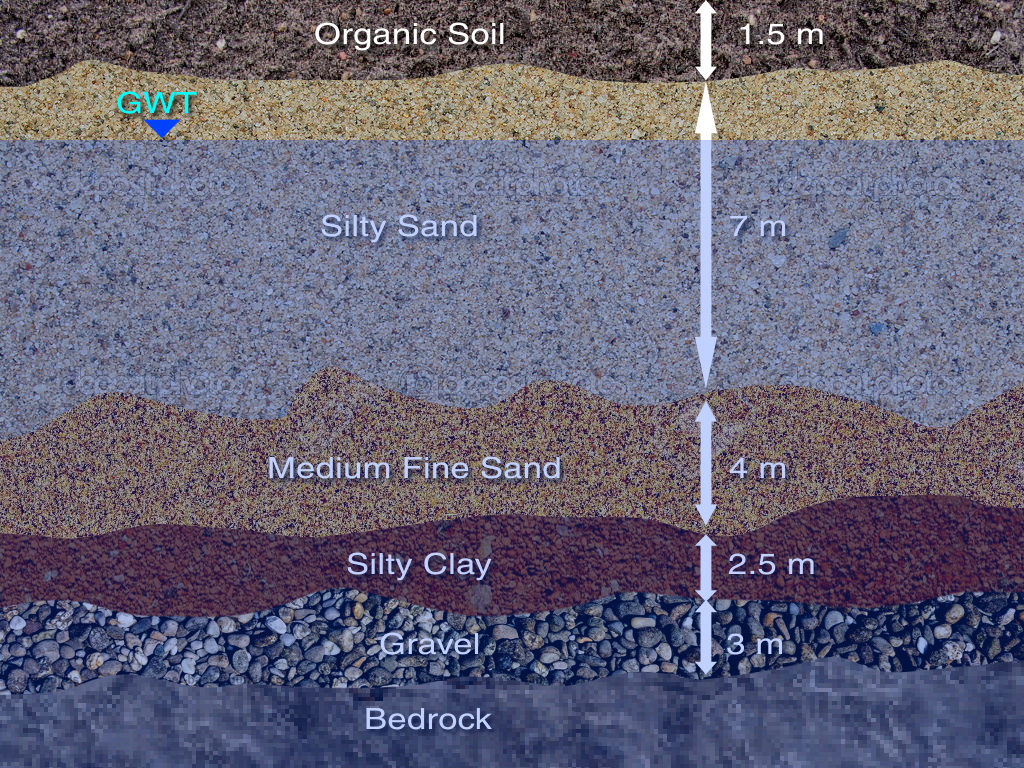 Organic Soil 1.5 m
GWT
Silty Sand 7 m
Medium Fine Sand 4 m
Silty Clay 2.5 m
Gravel 3 m
Bedrock